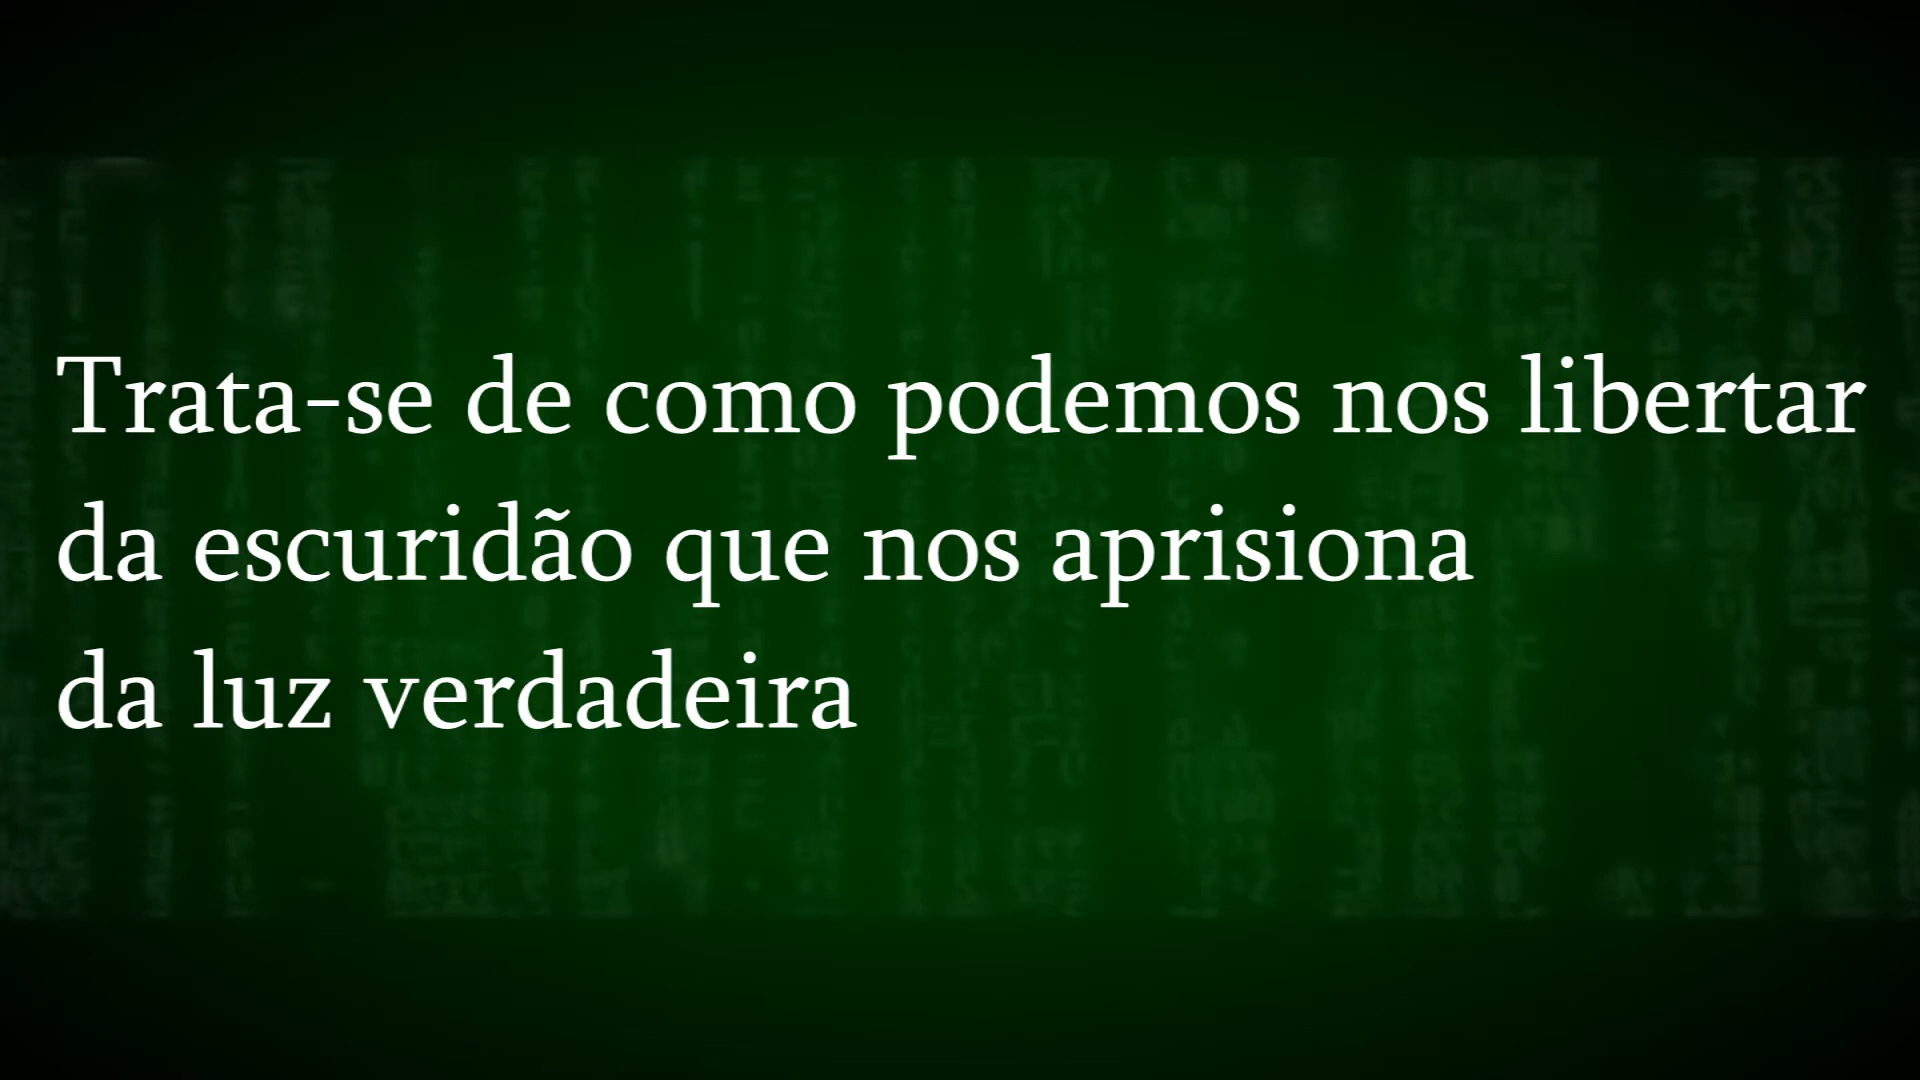 Trata-se de como podemos nos libertar
da escuridão que nos aprisiona
da luz verdadeira